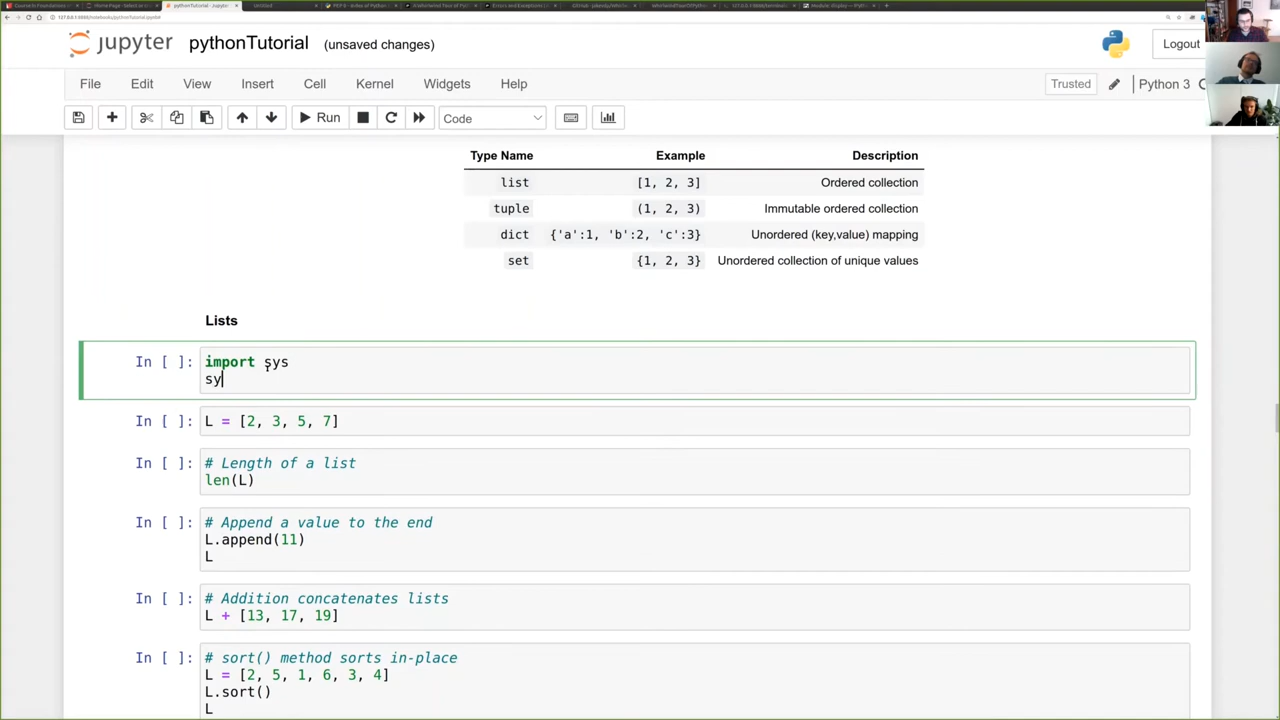 jupyter pythonTutorial (unsaved changes) Logout
File Edit View Insert Cell Kernel Widgets Help Trusted Python 3
Run Code
Type Name Example Description
list [1, 2, 3] Ordered collection
tuple (1, 2, 3) Immutable ordered collection
dict {'a':1, 'b':2, 'c':3} Unordered (key,value) mapping
set {1, 2, 3} Unordered collection of unique values
Lists
In [ ]: import sys
sy
In [ ]: L = [2, 3, 5, 7]
In [ ]: # Length of a list
len(L)
In [ ]: # Append a value to the end
L.append(11)
L
In [ ]: # Addition concatenates lists
L + [13, 17, 19]
In [ ]: # sort() method sorts in-place
L = [2, 5, 1, 6, 3, 4]
L.sort()
L